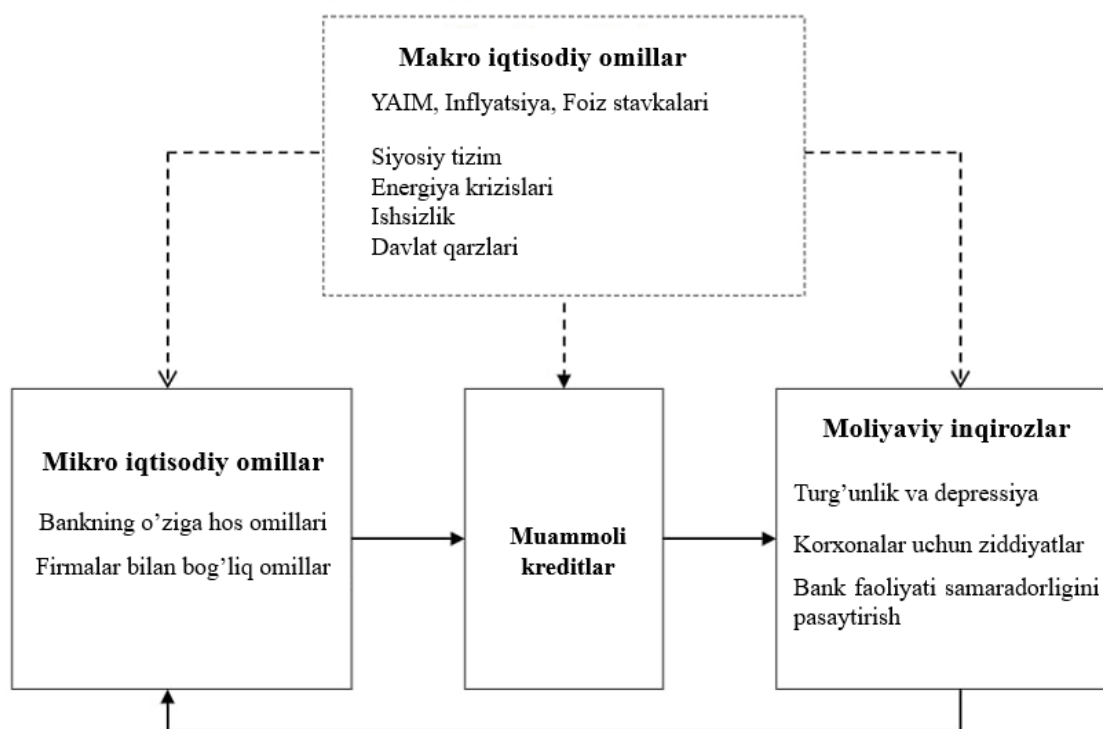 Makro iqtisodiy omillar
YAIM, Inflyatsiya, Foiz stavkalari
Siyosiy tizim
Energiya krizislari
Ishsizlik
Davlat qarzlari
Mikro iqtisodiy omillar
Bankning o’ziga hos omillari
Firmalar bilan bog’liq omillar
Muammoli
kreditlar
Moliyaviy inqirozlar
Turg’unlik va depressiya
Korxonalar uchun ziddiyatlar
Bank faoliyati samaradorligini
pasaytirish